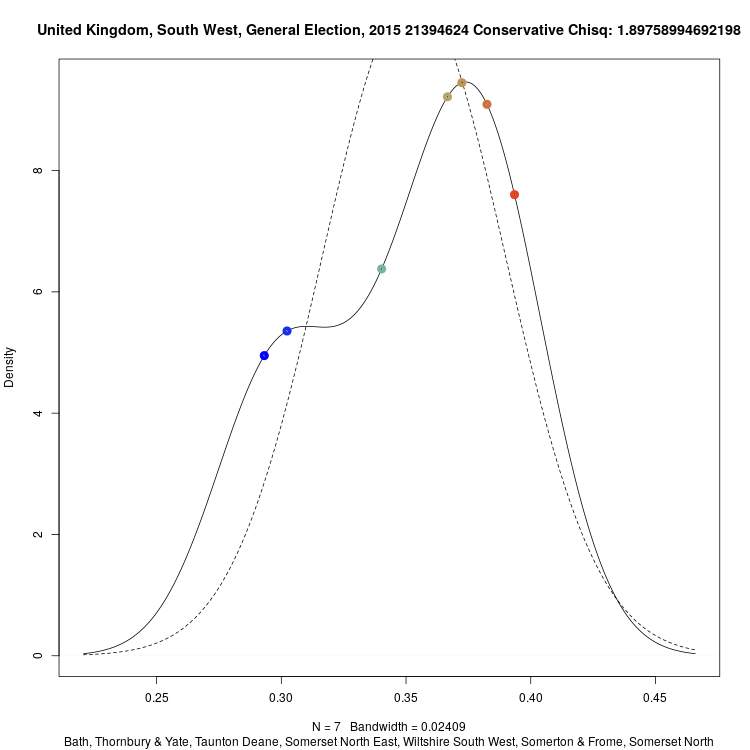 United Kingdom, South West, General Election, 2015 21394624 Conservative Chisq: 1.89758994692198
Density
8
6
4
2
0
0.25 0.30 0.35 0.40 0.45
N = 7 Bandwidth = 0.02409
Bath, Thornbury & Yate, Taunton Deane, Somerset North East, Wiltshire South West, Somerton & Frome, Somerset North